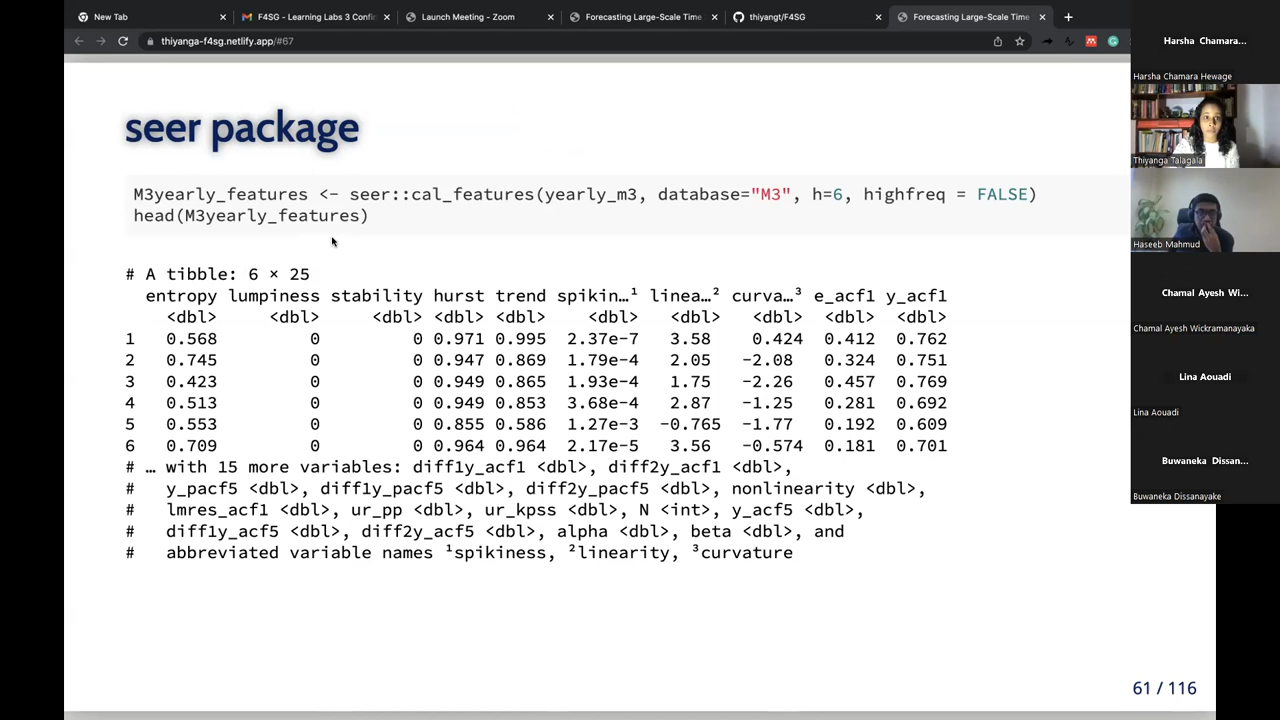 New Tab
F4SG - Learning Labs 3 Confir
Launch Meeting - Zoom
Forecasting Large-Scale Time
thiyangt/F4SG
Forecasting Large-Scale Time
thiyanga-f4sg.netlify.app/#67
seer package
M3yearly_features <- seer::cal_features(yearly_m3, database="M3", h=6, highfreq = FALSE)
head(M3yearly_features)
# A tibble: 6 × 25
entropy lumpiness stability hurst trend spikin…¹ linea…² curva…³ e_acf1 y_acf1
<dbl> <dbl> <dbl> <dbl> <dbl> <dbl> <dbl> <dbl> <dbl> <dbl>
1 0.568 0 0 0.971 0.995 2.37e-7 3.58 0.424 0.412 0.762
2 0.745 0 0 0.947 0.869 1.79e-4 2.05 -2.08 0.324 0.751
3 0.423 0 0 0.949 0.865 1.93e-4 1.75 -2.26 0.457 0.769
4 0.513 0 0 0.949 0.853 3.68e-4 2.87 -1.25 0.281 0.692
5 0.553 0 0 0.855 0.586 1.27e-3 -0.765 -1.77 0.192 0.609
6 0.709 0 0 0.964 0.964 2.17e-5 3.56 -0.574 0.181 0.701
# … with 15 more variables: diff1y_acf1 <dbl>, diff2y_acf1 <dbl>,
# y_pacf5 <dbl>, diff1y_pacf5 <dbl>, diff2y_pacf5 <dbl>, nonlinearity <dbl>,
# lmres_acf1 <dbl>, ur_pp <dbl>, ur_kpss <dbl>, N <int>, y_acf5 <dbl>,
# diff1y_acf5 <dbl>, diff2y_acf5 <dbl>, alpha <dbl>, beta <dbl>, and
# abbreviated variable names ¹spikiness, ²linearity, ³curvature
61 / 116
Harsha Chamara...
Harsha Chamara Hewage
Thiyanga Talagala
Haseeb Mahmud
Chamal Ayesh Wi...
Chamal Ayesh Wickramanayaka
Lina Aouadi
Lina Aouadi
Buwaneka Dissan...
Buwaneka Dissanayake